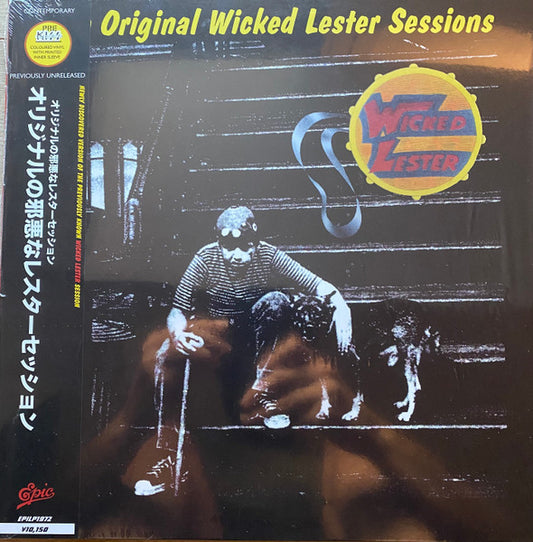 Original Wicked Lester Sessions
WICKED
LESTER
CONTEMPORARY
PRE
KISS
COLOURED VINYL
WITH PRINTED
INNER SLEEVE
PREVIOUSLY UNRELEASED
オリジナルの邪悪なレスターセッション
オリジナルの邪悪なレスターセッション
NEWLY DISCOVERED VERSION OF THE PREVIOUSLY KNOWN WICKED LESTER SESSION
Epic
EPILP1072
¥10,150